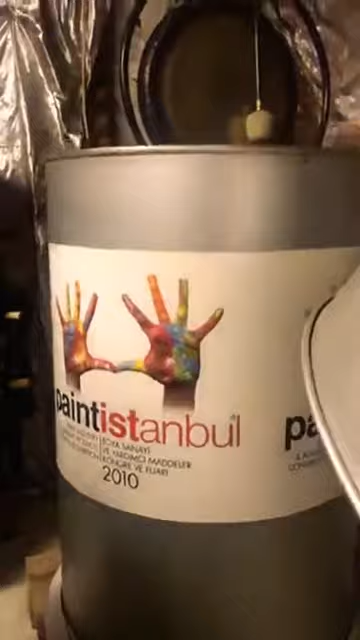 paintistanbul
BOYA SANAYİ
VE YARDIMCI MADDELER
KONGRE VE FUARI
2010
pa